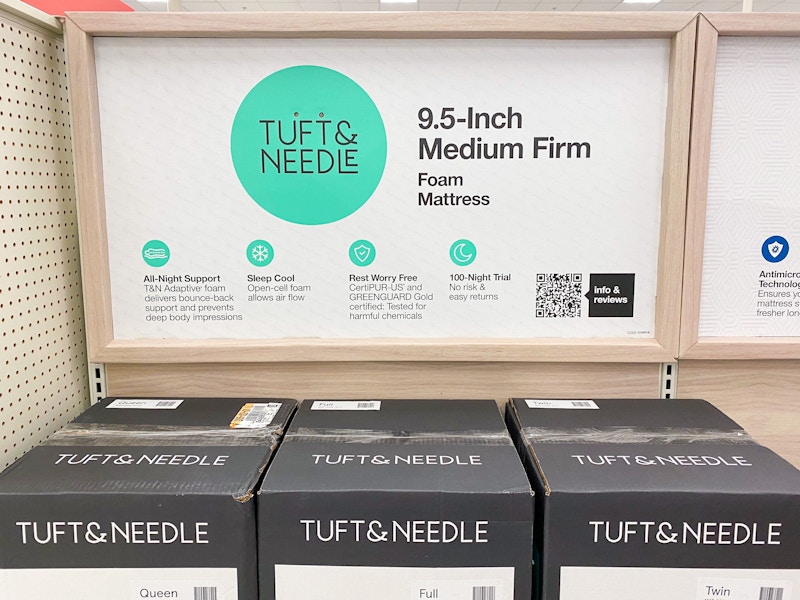 TUFT&
NEEDLE
9.5-Inch
Medium Firm
Foam
Mattress
All-Night Support
T&N Adaptive® foam
delivers bounce-back
support and prevents
deep body impressions
Sleep Cool
Open-cell foam
allows air flow
Rest Worry Free
CertiPUR-US® and
GREENGUARD Gold
certified: Tested for
harmful chemicals
100-Night Trial
No risk &
easy returns
info &
reviews
Ensures
mattress
fresher
Queen
Full
Twin
TUFT&NEEDLE
TUFT&NEEDLE
TUFT&NEEDLE
TUFT&NEEDLE
TUFT&NEEDLE
TUFT&NEEDLE
Queen
Full
Twin